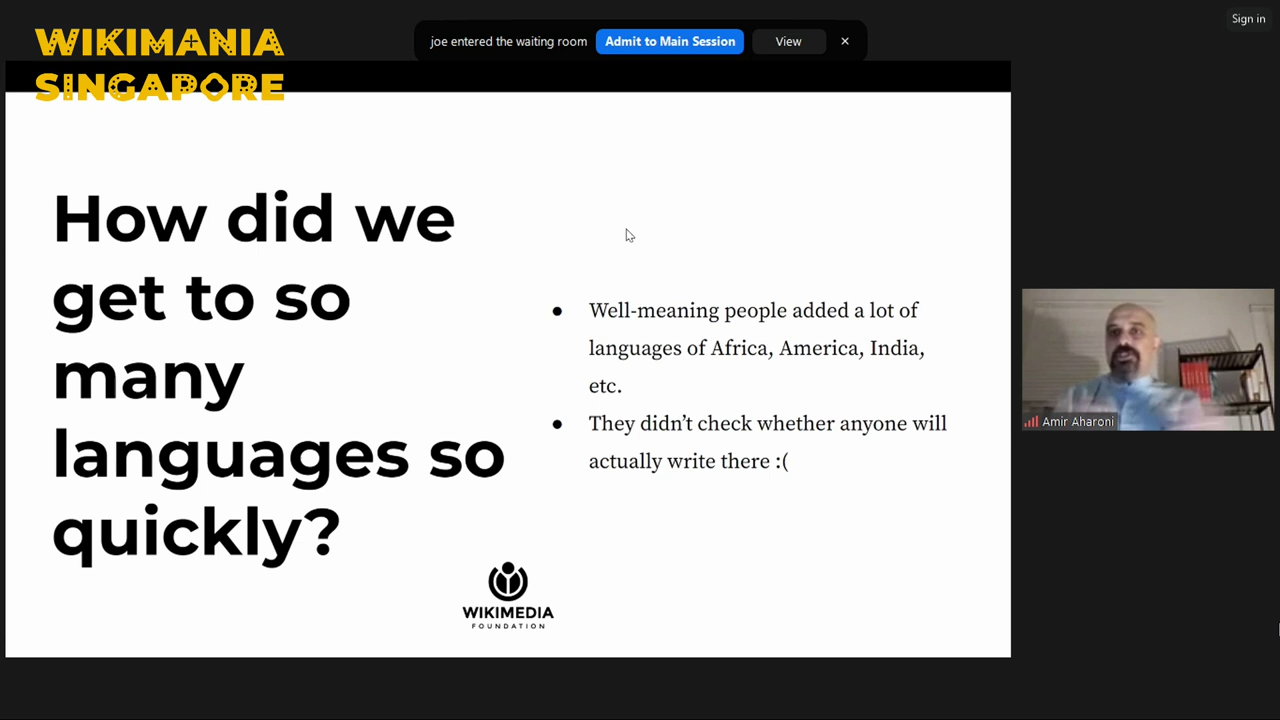 Sign in
WIKIMANIA
SINGAPORE
joe entered the waiting room Admit to Main Session View ×
How did we
get to so
many
languages so
quickly?
● Well-meaning people added a lot of
languages of Africa, America, India,
etc.
● They didn’t check whether anyone will
actually write there :(
WIKIMEDIA
FOUNDATION
Amir Aharoni